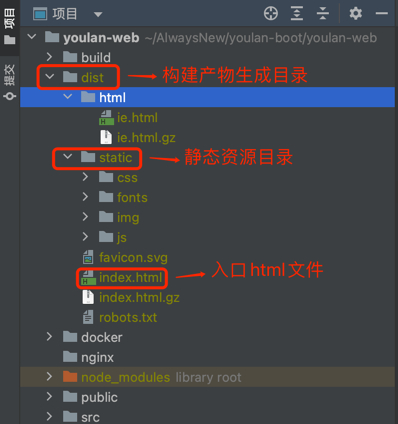 项目
提交
项目
youlan-web ~/AlwaysNew/youlan-boot/youlan-web
build
dist
构建产物生成目录
html
ie.html
ie.html.gz
static
静态资源目录
css
fonts
img
js
favicon.svg
index.html
入口html文件
index.html.gz
robots.txt
docker
nginx
node_modules library root
public
src